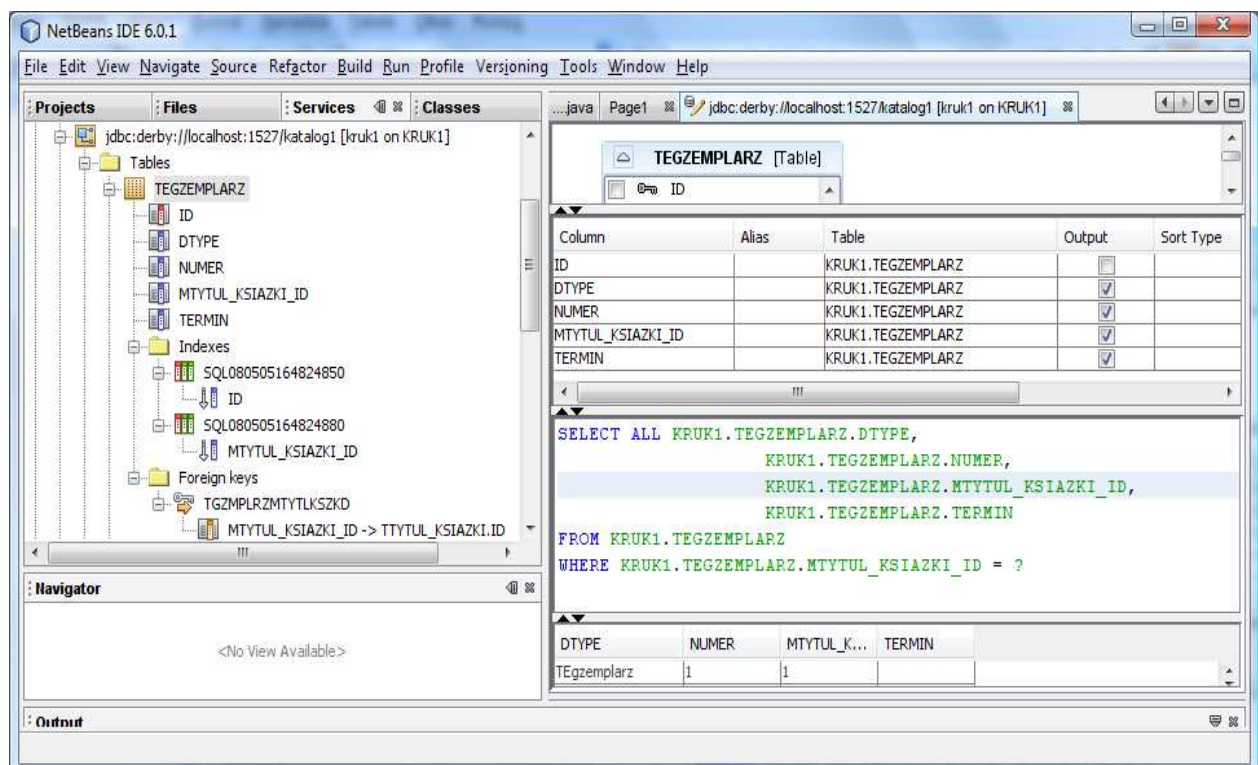 NetBeans IDE 6.0.1
File Edit View Navigate Source Refactor Build Run Profile Versioning Tools Window Help
Projects Files Services Classes
jdbc:derby://localhost:1527/katalog1 [kruk1 on KRUK1]
Tables
TEGZEMPLARZ
ID
DTYPE
NUMER
MTYTUL_KSIAZKI_ID
TERMIN
Indexes
SQL080505164824850
ID
SQL080505164824880
MTYTUL_KSIAZKI_ID
Foreign keys
TGZMPLRZMTYTLKSZKD
MTYTUL_KSIAZKI_ID -> TTYTUL_KSIAZKI.ID
Navigator
<No View Available>
...java Page1 jdbc:derby://localhost:1527/katalog1 [kruk1 on KRUK1]
TEGZEMPLARZ [Table]
ID
Column Alias Table Output Sort Type
ID KRUK1.TEGZEMPLARZ
DTYPE KRUK1.TEGZEMPLARZ
NUMER KRUK1.TEGZEMPLARZ
MTYTUL_KSIAZKI_ID KRUK1.TEGZEMPLARZ
TERMIN KRUK1.TEGZEMPLARZ
SELECT ALL KRUK1.TEGZEMPLARZ.DTYPE,
KRUK1.TEGZEMPLARZ.NUMER,
KRUK1.TEGZEMPLARZ.MTYTUL_KSIAZKI_ID,
KRUK1.TEGZEMPLARZ.TERMIN
FROM KRUK1.TEGZEMPLARZ
WHERE KRUK1.TEGZEMPLARZ.MTYTUL_KSIAZKI_ID = ?
DTYPE NUMER MTYTUL_K... TERMIN
TEgzemplarz 1 1
Output